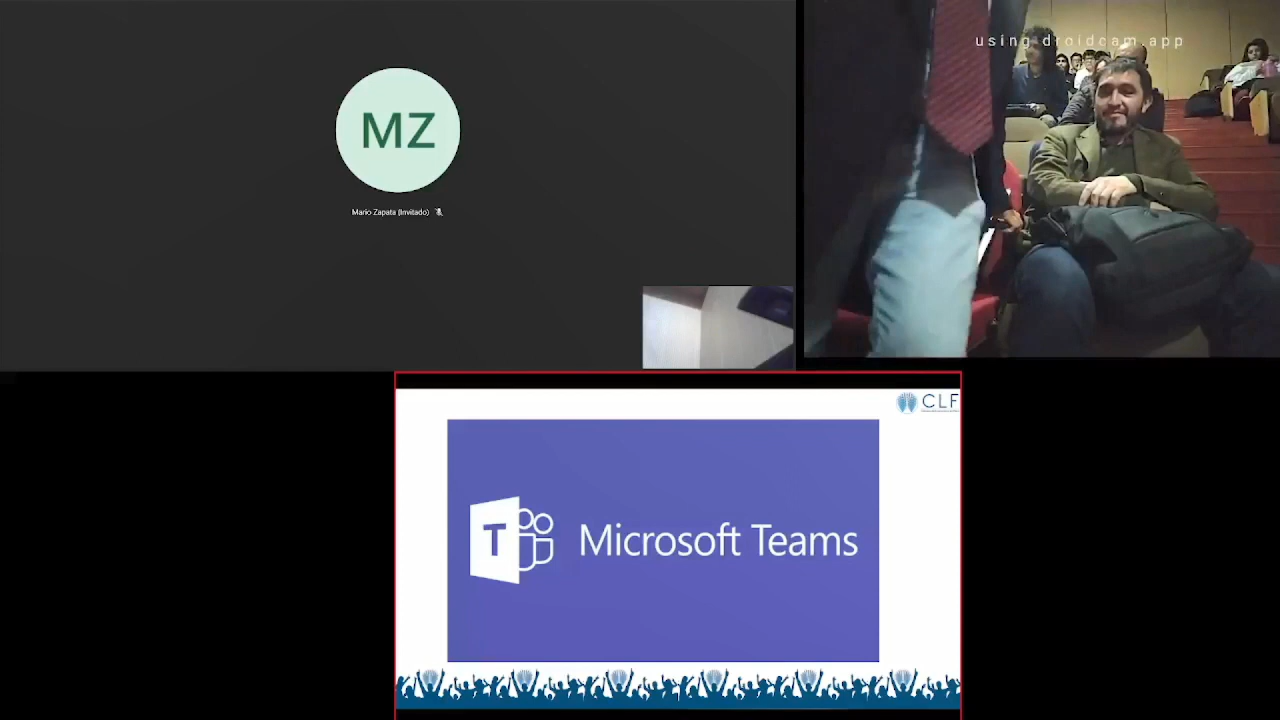 MZ
Mario Zapata (Invitado)
using droidcam.app
CLF
T
Microsoft Teams